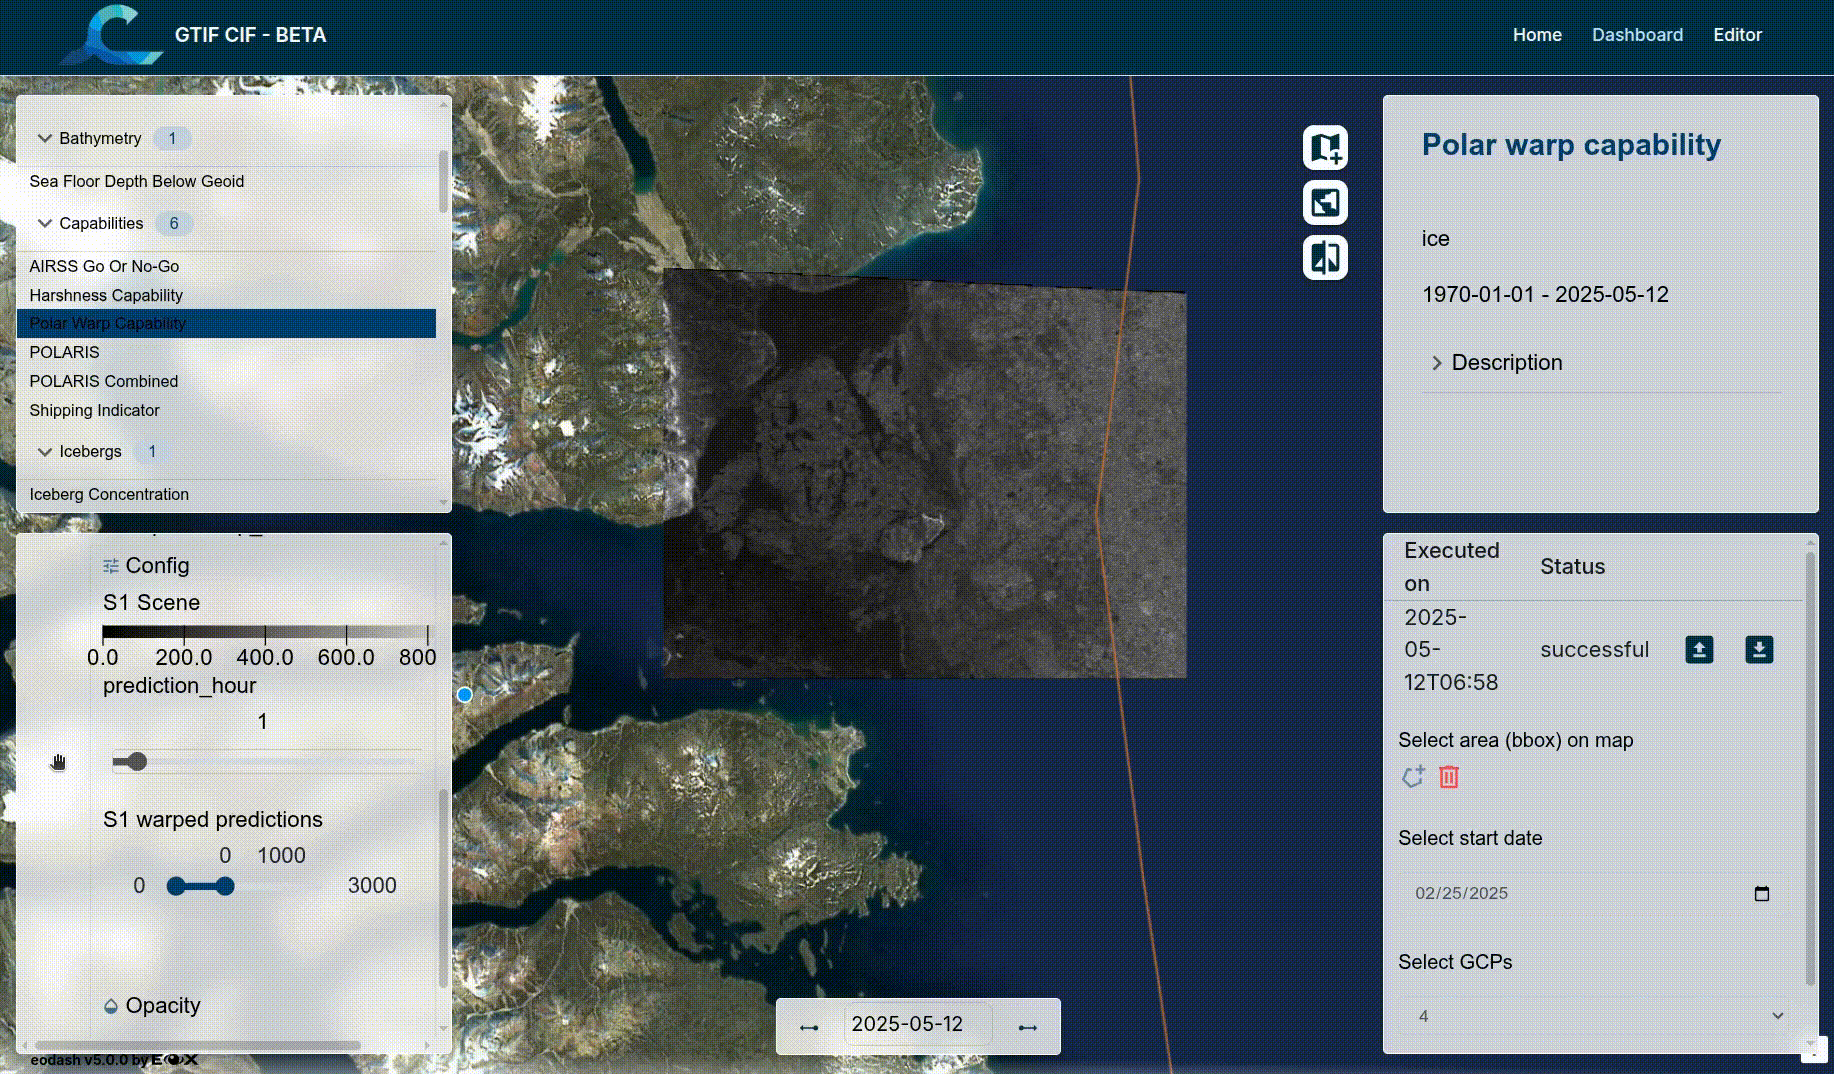 GTIF CIF - BETA
Home
Dashboard
Editor
Bathymetry 1
Sea Floor Depth Below Geoid
Capabilities 6
AIRSS Go Or No-Go
Harshness Capability
Polar Warp Capability
POLARIS
POLARIS Combined
Shipping Indicator
Icebergs 1
Iceberg Concentration
Config
S1 Scene
0.0 200.0 400.0 600.0 800
prediction_hour
1
S1 warped predictions
0 1000
0 3000
Opacity
eodash v5.0.0 by EOX
2025-05-12
Polar warp capability
ice
1970-01-01 - 2025-05-12
Description
Executed on
Status
2025-05-12T06:58
successful
Select area (bbox) on map
Select start date
02/25/2025
Select GCPs
4